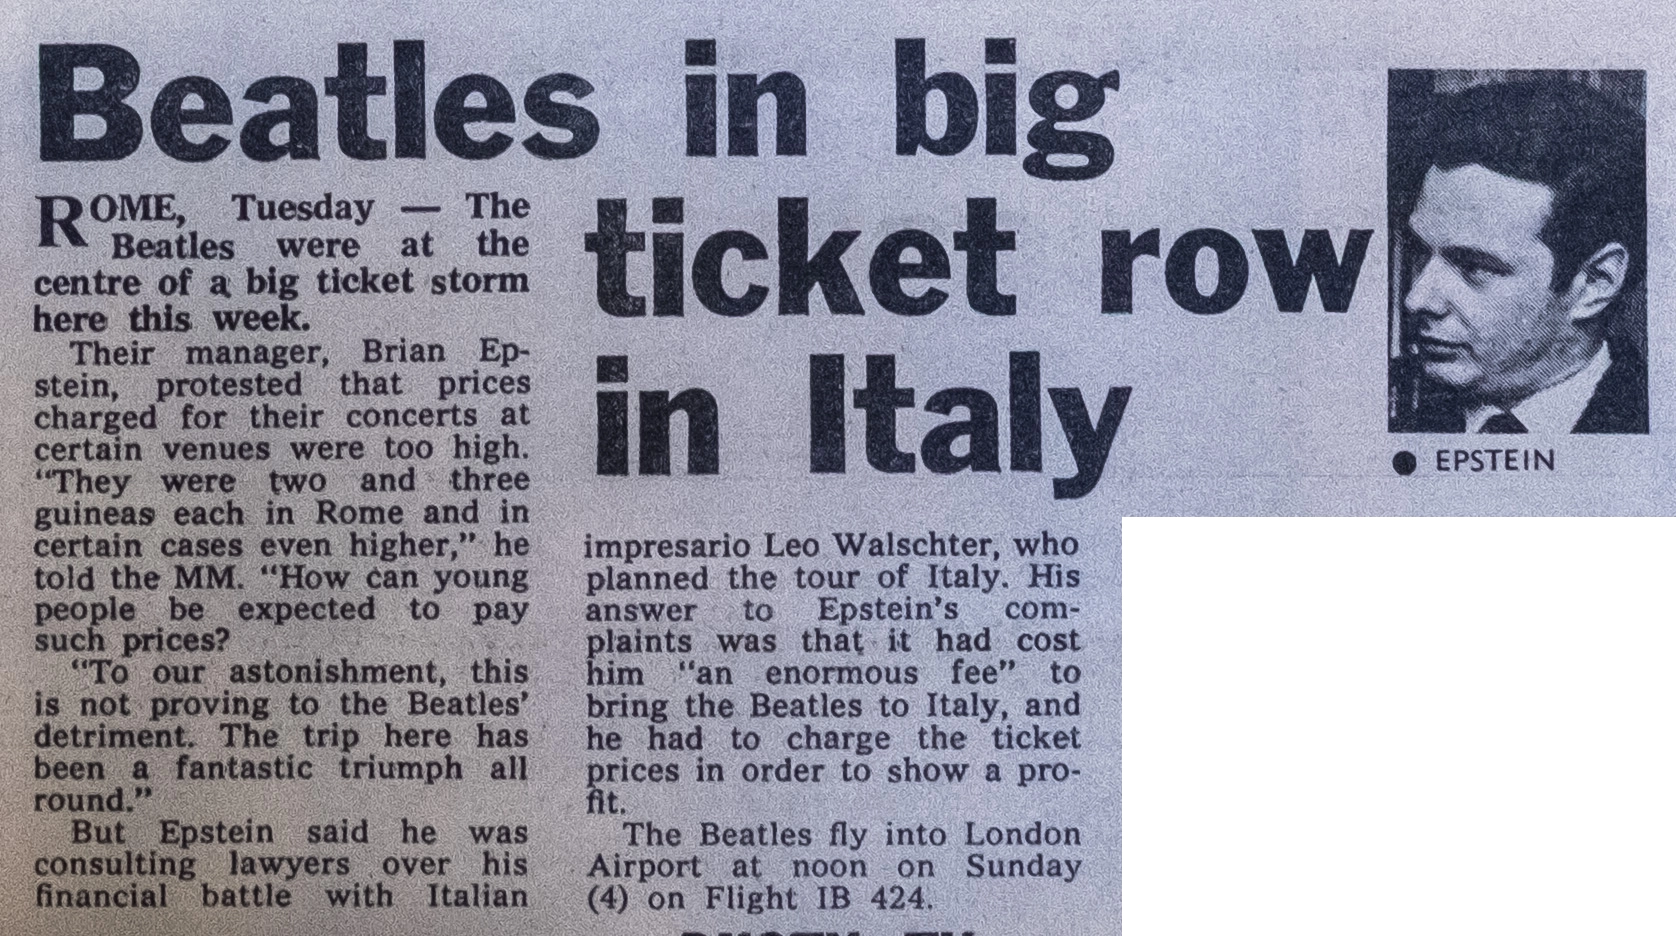 Beatles in big
ticket row
in Italy
● EPSTEIN
ROME, Tuesday — The
Beatles were at the
centre of a big ticket storm
here this week.
Their manager, Brian Ep-
stein, protested that prices
charged for their concerts at
certain venues were too high.
“They were two and three
guineas each in Rome and in
certain cases even higher,” he
told the MM. “How can young
people be expected to pay
such prices?
“To our astonishment, this
is not proving to the Beatles’
detriment. The trip here has
been a fantastic triumph all
round.”
But Epstein said he was
consulting lawyers over his
financial battle with Italian
impresario Leo Walschter, who
planned the tour of Italy. His
answer to Epstein’s com-
plaints was that it had cost
him “an enormous fee” to
bring the Beatles to Italy, and
he had to charge the ticket
prices in order to show a pro-
fit.
The Beatles fly into London
Airport at noon on Sunday
(4) on Flight IB 424.